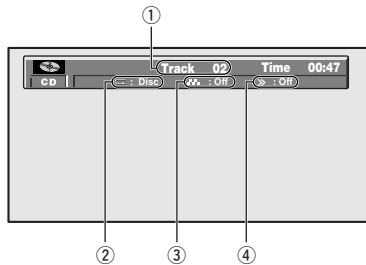 ①
Track 02 Time 00:47
CD : Disc : Off : Off
② ③ ④